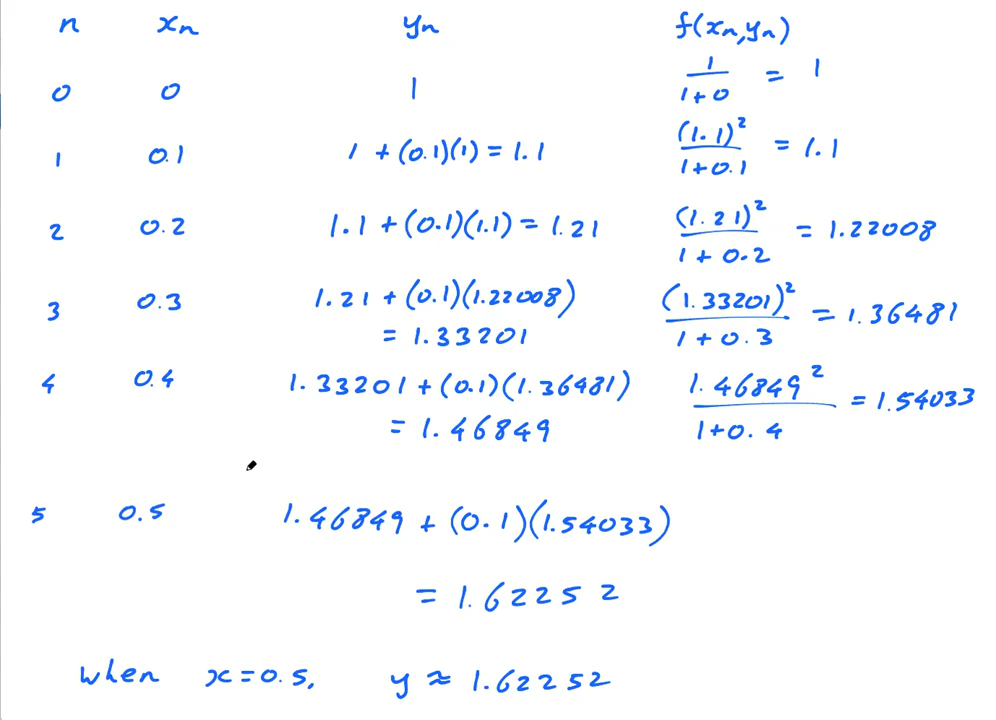 n xₙ yₙ f(xₙ,yₙ)
0 0 1 1/(1+0) = 1
1 0.1 1 + (0.1)(1) = 1.1 (1.1)²/(1+0.1) = 1.1
2 0.2 1.1 + (0.1)(1.1) = 1.21 (1.21)²/(1+0.2) = 1.22008
3 0.3 1.21 + (0.1)(1.22008) (1.33201)²/(1+0.3) = 1.36481
= 1.33201
4 0.4 1.33201 + (0.1)(1.36481) 1.46849²/(1+0.4) = 1.54033
= 1.46849
5 0.5 1.46849 + (0.1)(1.54033)
= 1.62252
when x=0.5, y ≈ 1.62252